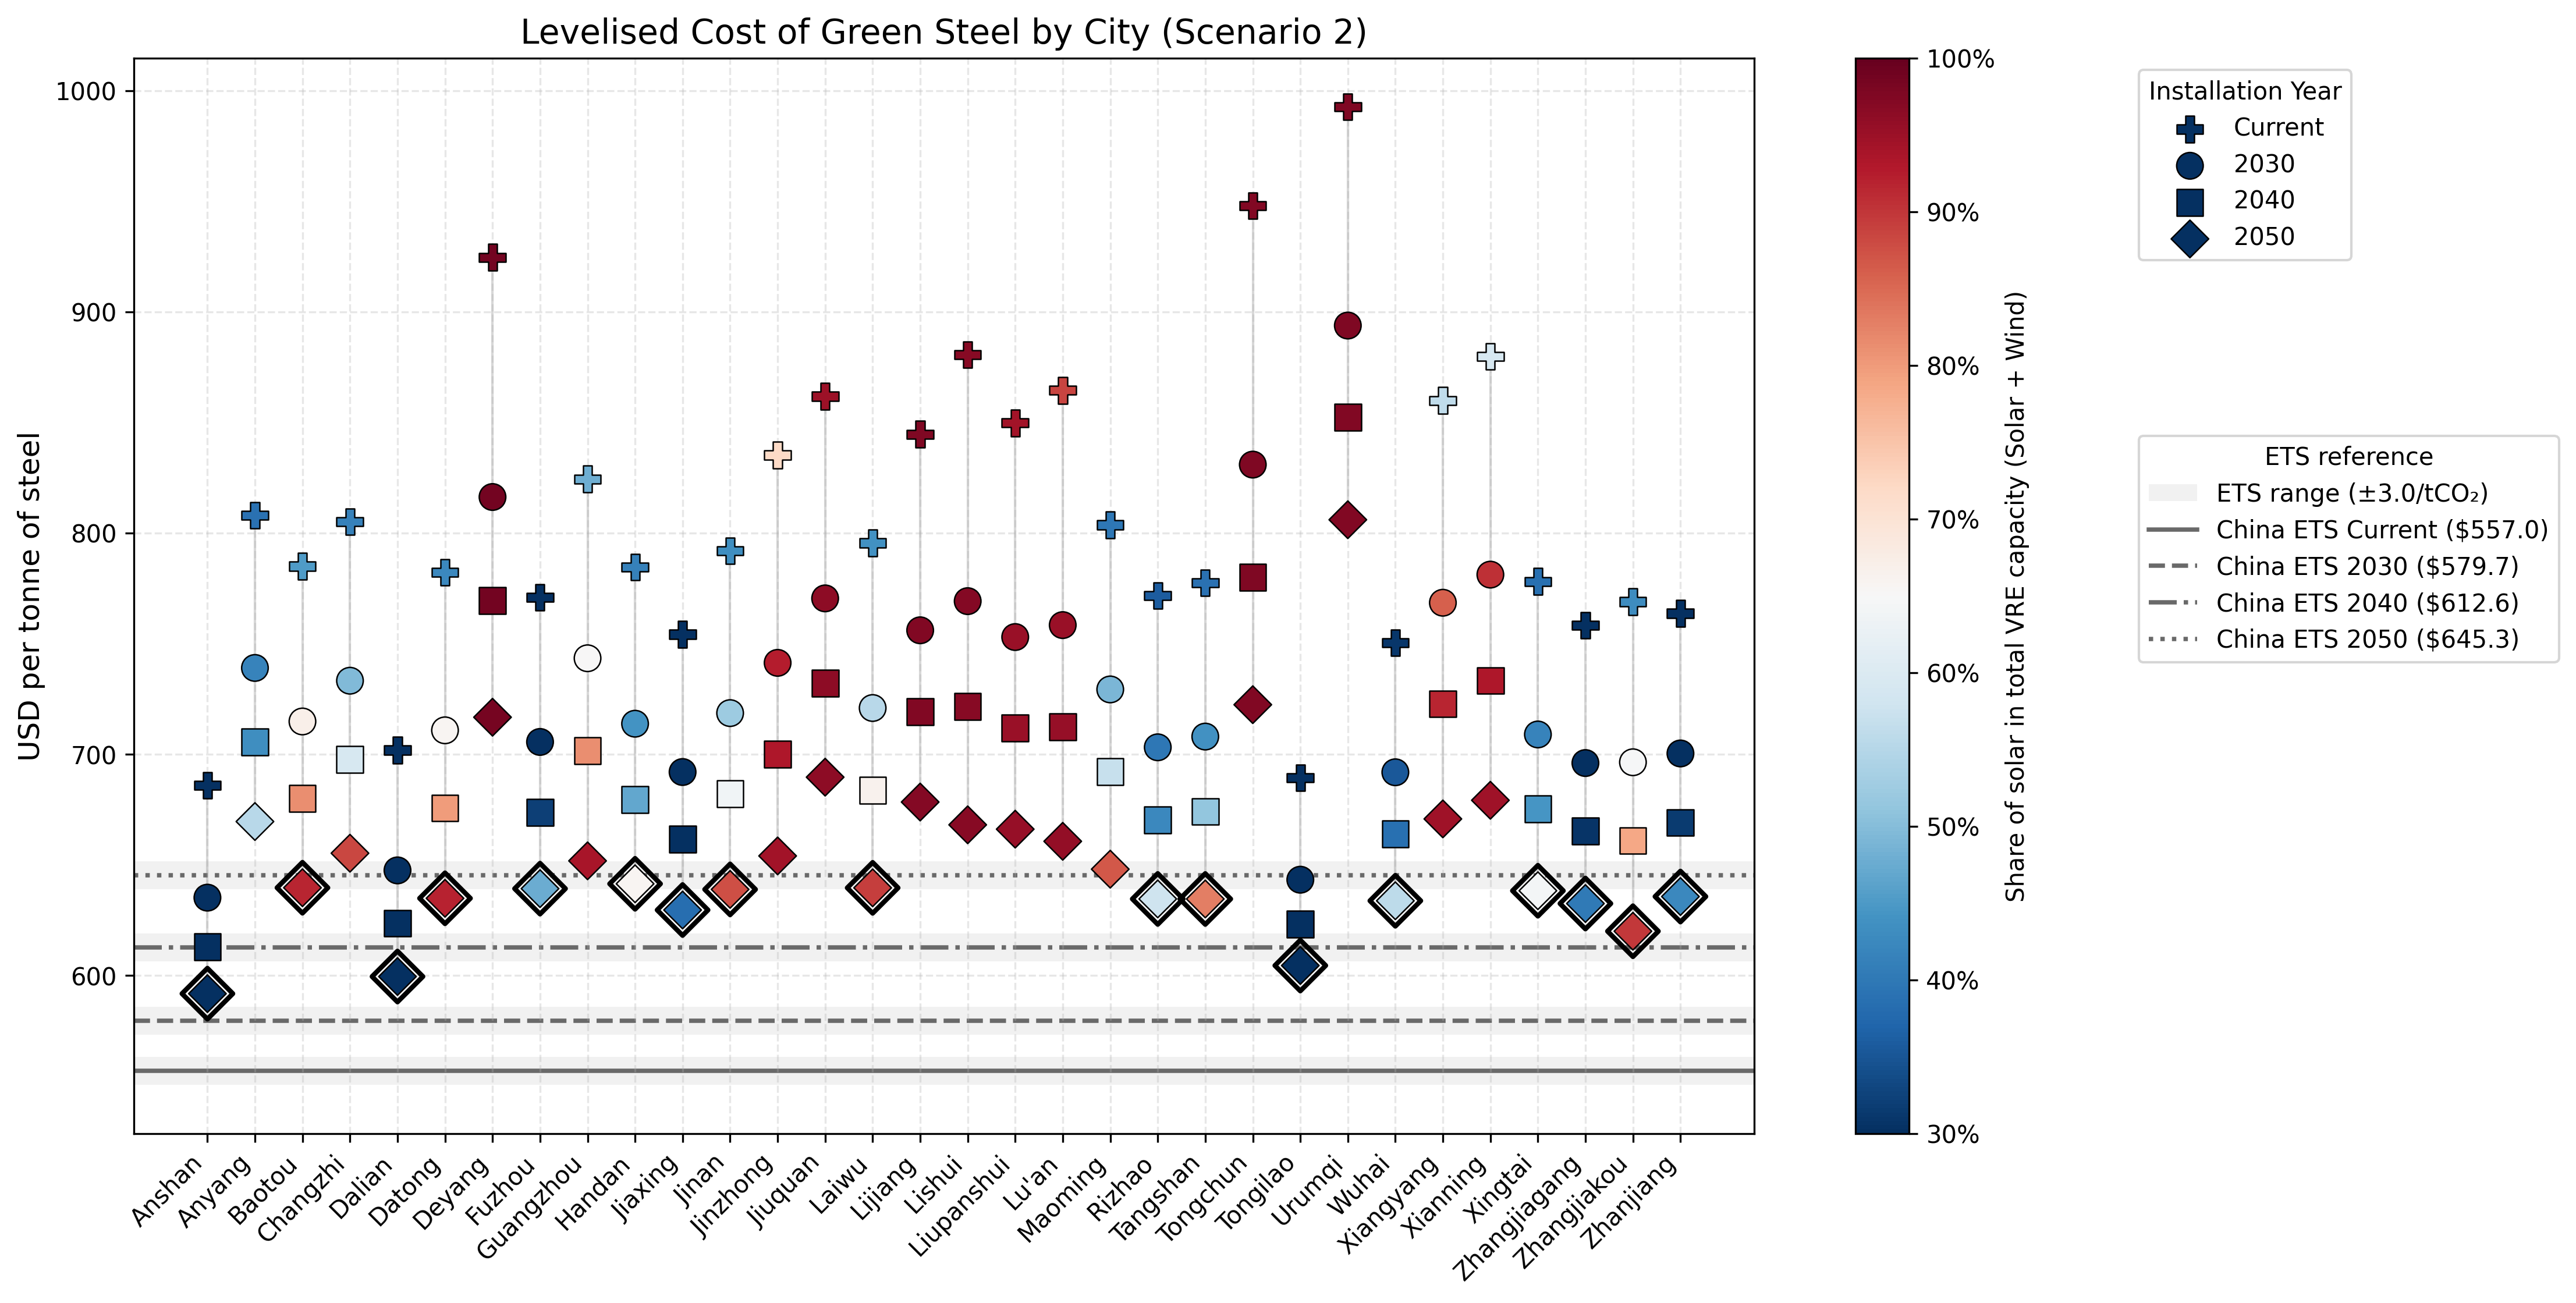 Levelised Cost of Green Steel by City (Scenario 2)
USD per tonne of steel
1000
900
800
700
600
Anshan
Anyang
Baotou
Changzhi
Dalian
Datong
Deyang
Fuzhou
Guangzhou
Handan
Jiaxing
Jinan
Jinzhong
Jiuquan
Laiwu
Lijiang
Lishui
Liupanshui
Lu'an
Maoming
Rizhao
Tangshan
Tongchun
Tongilao
Urumqi
Wuhai
Xiangyang
Xianning
Xingtai
Zhangjiagang
Zhangjiakou
Zhanjiang
100%
90%
80%
70%
60%
50%
40%
30%
Share of solar in total VRE capacity (Solar + Wind)
Installation Year
Current
2030
2040
2050
ETS reference
ETS range (±3.0/tCO₂)
China ETS Current ($557.0)
China ETS 2030 ($579.7)
China ETS 2040 ($612.6)
China ETS 2050 ($645.3)